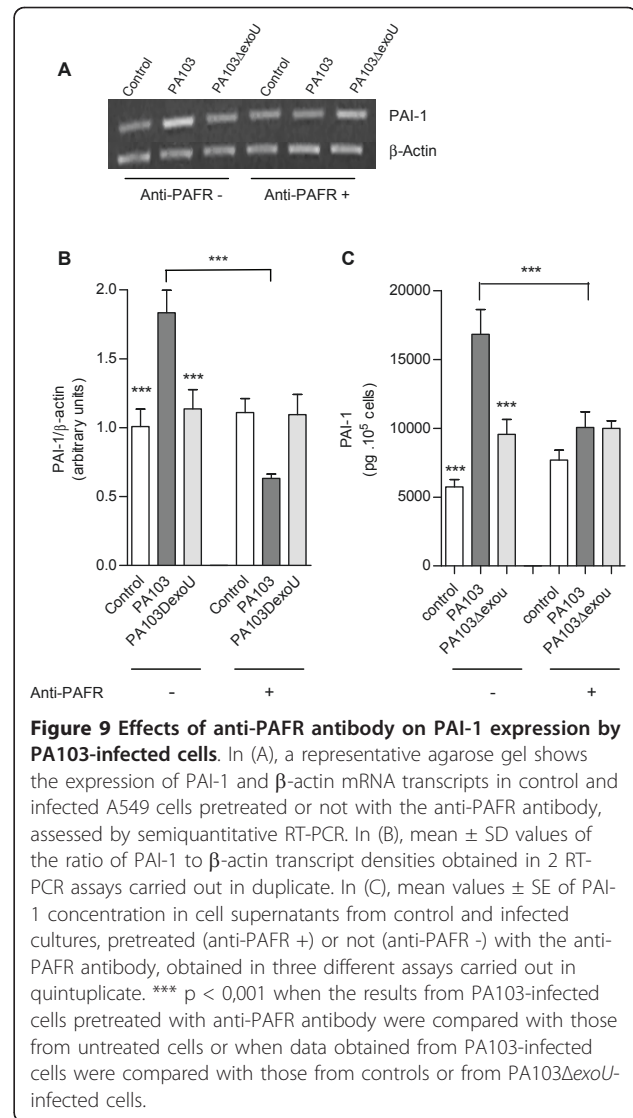 A
Control
PA103
PA103ΔexoU
Control
PA103
PA103ΔexoU
PAI-1
β-Actin
Anti-PAFR -
Anti-PAFR +
B
***
2.0
1.5
1.0
0.5
0.0
PAI-1/β-actin
(arbitrary units)
***
***
Control
PA103
PA103DexoU
Control
PA103
PA103DexoU
C
***
20000
15000
10000
5000
0
PAI-1
(pg .10⁵ cells)
***
***
control
PA103
PA103Δexou
control
PA103
PA103Δexou
Anti-PAFR
-
+
-
+
Figure 9 Effects of anti-PAFR antibody on PAI-1 expression by
PA103-infected cells. In (A), a representative agarose gel shows
the expression of PAI-1 and β-actin mRNA transcripts in control and
infected A549 cells pretreated or not with the anti-PAFR antibody,
assessed by semiquantitative RT-PCR. In (B), mean ± SD values of
the ratio of PAI-1 to β-actin transcript densities obtained in 2 RT-
PCR assays carried out in duplicate. In (C), mean values ± SE of PAI-
1 concentration in cell supernatants from control and infected
cultures, pretreated (anti-PAFR +) or not (anti-PAFR -) with the anti-
PAFR antibody, obtained in three different assays carried out in
quintuplicate. *** p < 0,001 when the results from PA103-infected
cells pretreated with anti-PAFR antibody were compared with those
from untreated cells or when data obtained from PA103-infected
cells were compared with those from controls or from PA103ΔexoU-
infected cells.